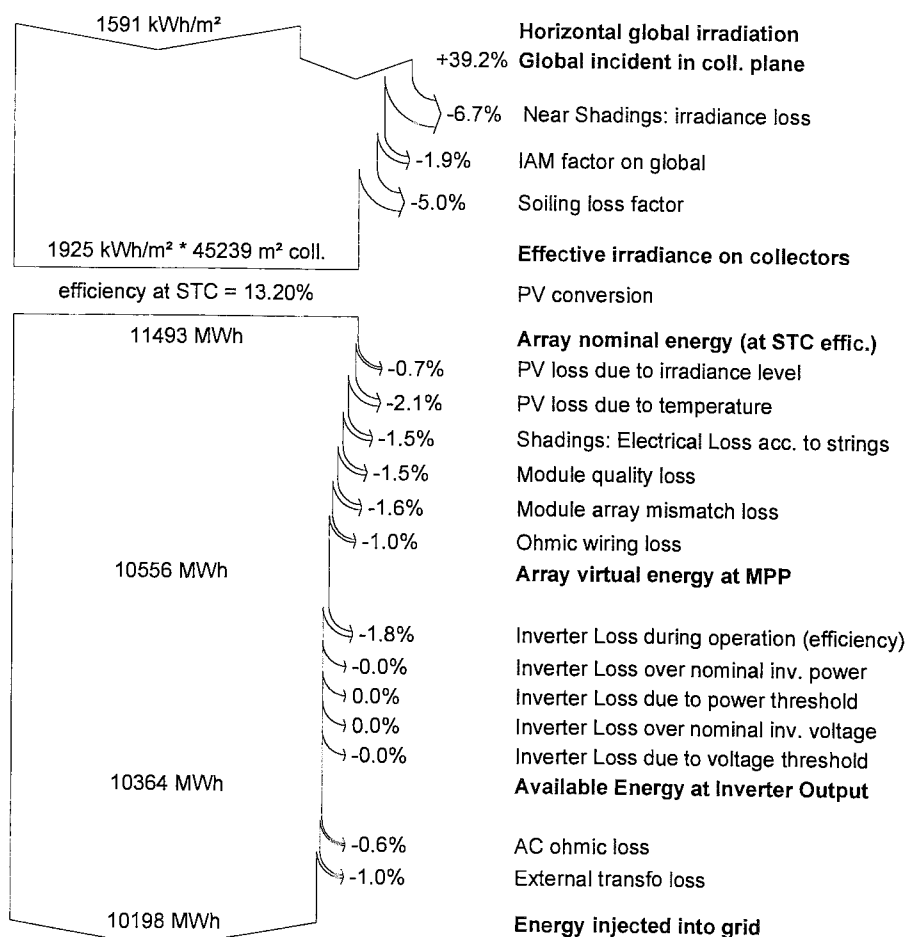 1591 kWh/m²
Horizontal global irradiation
+39.2% Global incident in coll. plane
-6.7% Near Shadings: irradiance loss
-1.9% IAM factor on global
-5.0% Soiling loss factor
1925 kWh/m² * 45239 m² coll. Effective irradiance on collectors
efficiency at STC = 13.20% PV conversion
11493 MWh Array nominal energy (at STC effic.)
-0.7% PV loss due to irradiance level
-2.1% PV loss due to temperature
-1.5% Shadings: Electrical Loss acc. to strings
-1.5% Module quality loss
-1.6% Module array mismatch loss
-1.0% Ohmic wiring loss
10556 MWh Array virtual energy at MPP
-1.8% Inverter Loss during operation (efficiency)
-0.0% Inverter Loss over nominal inv. power
0.0% Inverter Loss due to power threshold
0.0% Inverter Loss over nominal inv. voltage
-0.0% Inverter Loss due to voltage threshold
10364 MWh Available Energy at Inverter Output
-0.6% AC ohmic loss
-1.0% External transfo loss
10198 MWh Energy injected into grid